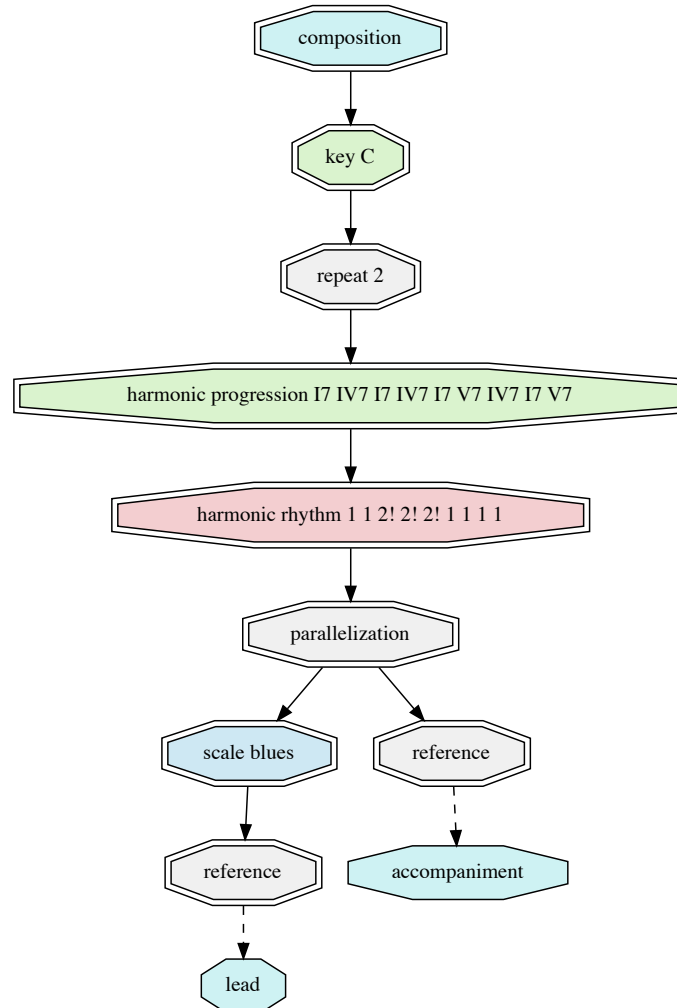 composition
key C
repeat 2
harmonic progression I7 IV7 I7 IV7 I7 V7 IV7 I7 V7
harmonic rhythm 1 1 2! 2! 2! 1 1 1 1
parallelization
scale blues
reference
reference
accompaniment
lead